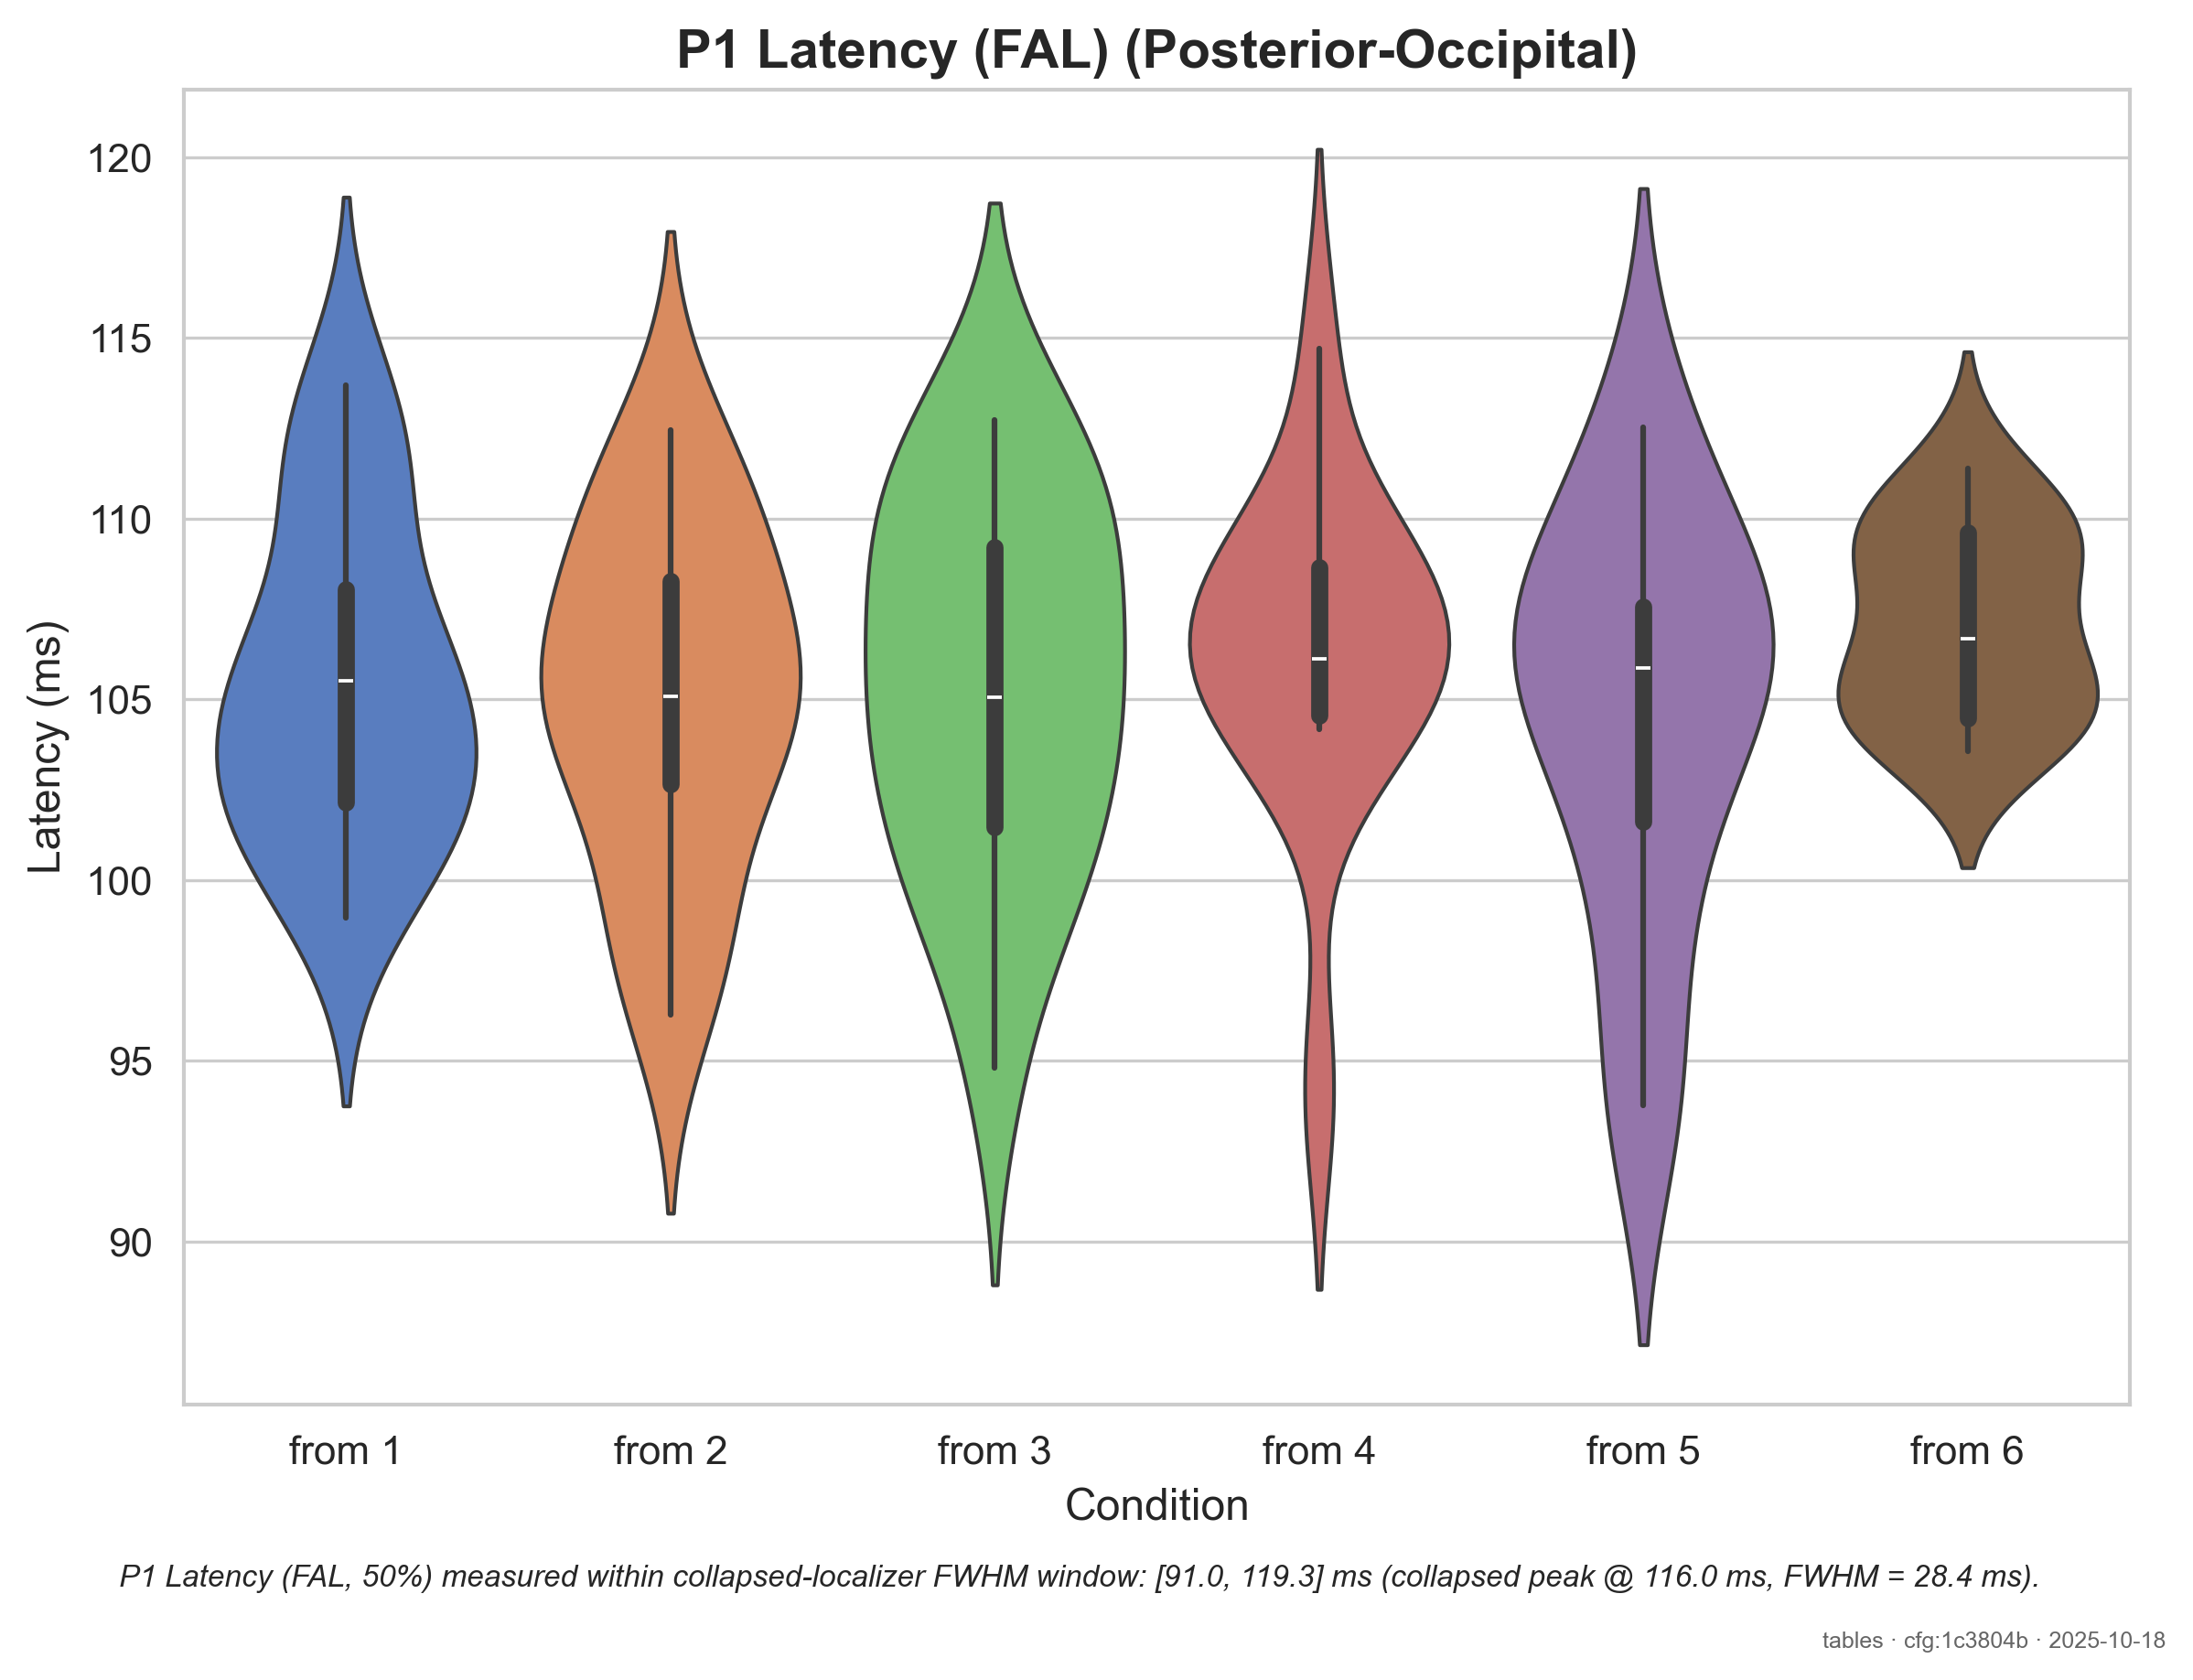 P1 Latency (FAL) (Posterior-Occipital)
Latency (ms)
120
115
110
105
100
95
90
from 1
from 2
from 3
from 4
from 5
from 6
Condition
P1 Latency (FAL, 50%) measured within collapsed-localizer FWHM window: [91.0, 119.3] ms (collapsed peak @ 116.0 ms, FWHM = 28.4 ms).
tables · cfg:1c3804b · 2025-10-18